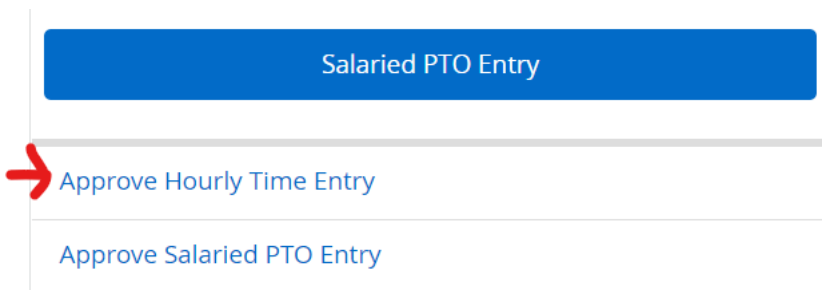 Salaried PTO Entry
Approve Hourly Time Entry
Approve Salaried PTO Entry